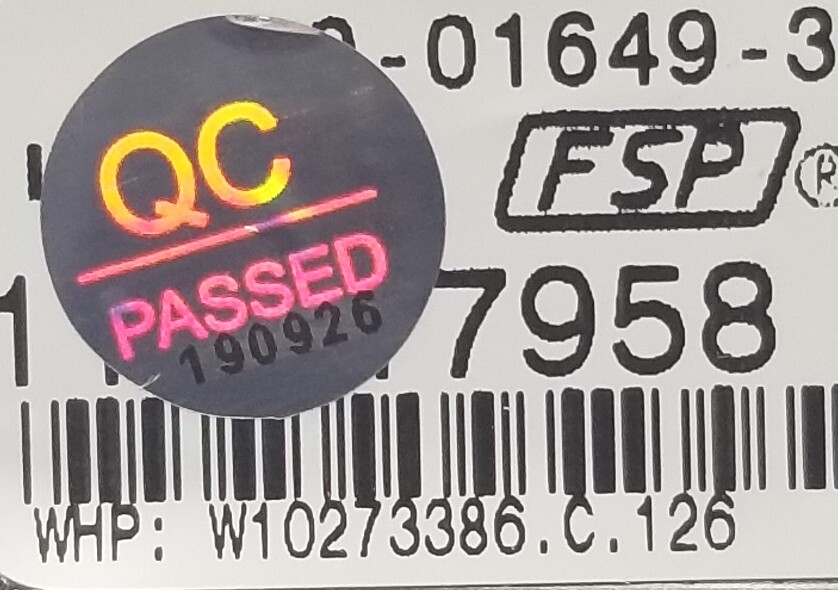 -01649-3
QC
FSP®
PASSED
190926
7958
WHP: W10273386.C.126